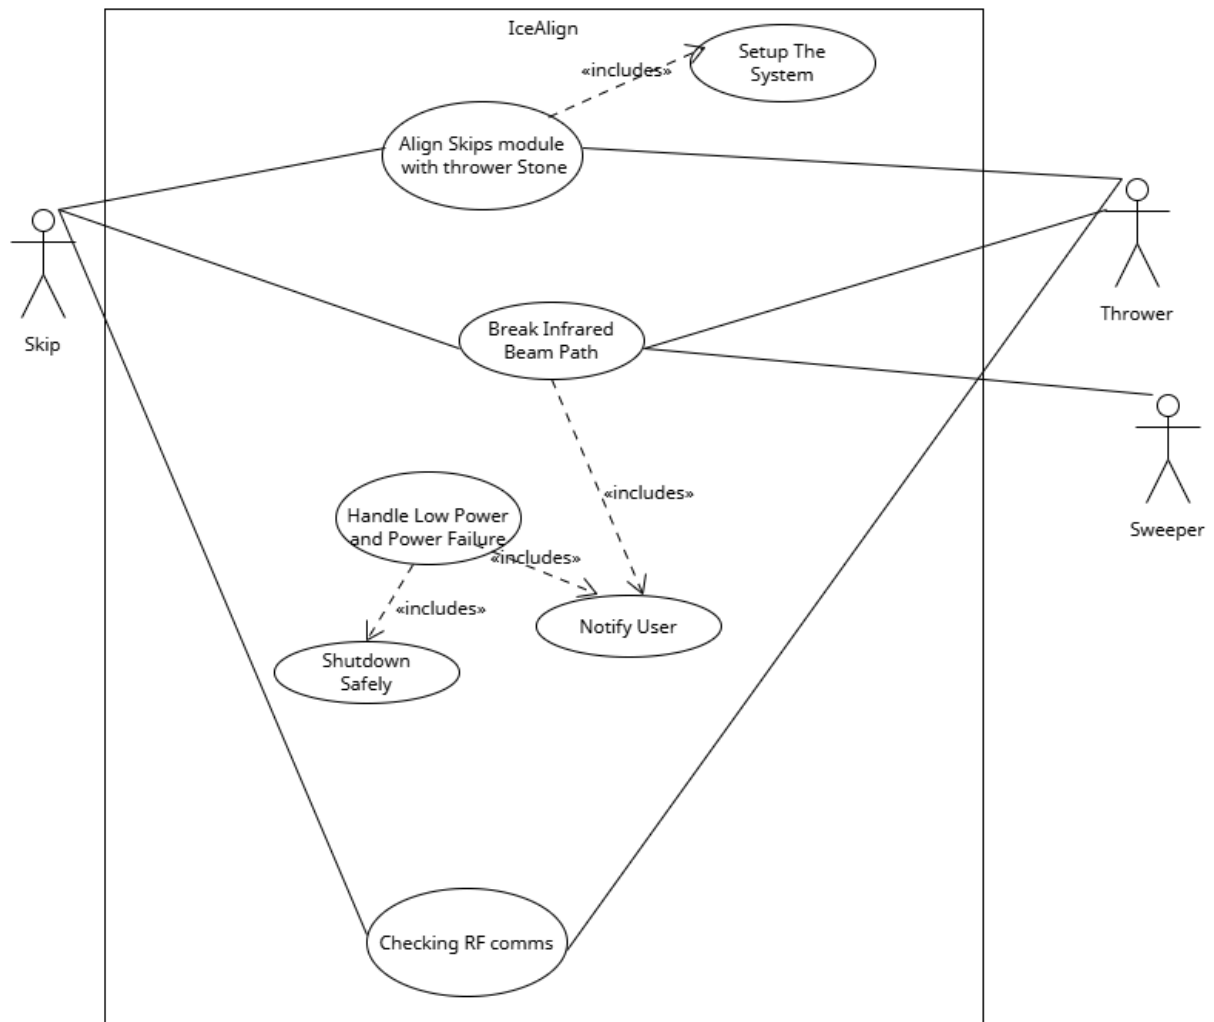 IceAlign
Setup The
System
«includes»
Align Skips module
with thrower Stone
Skip
Thrower
Break Infrared
Beam Path
Sweeper
«includes»
Handle Low Power
and Power Failure
«includes»
«includes»
Notify User
Shutdown
Safely
Checking RF comms